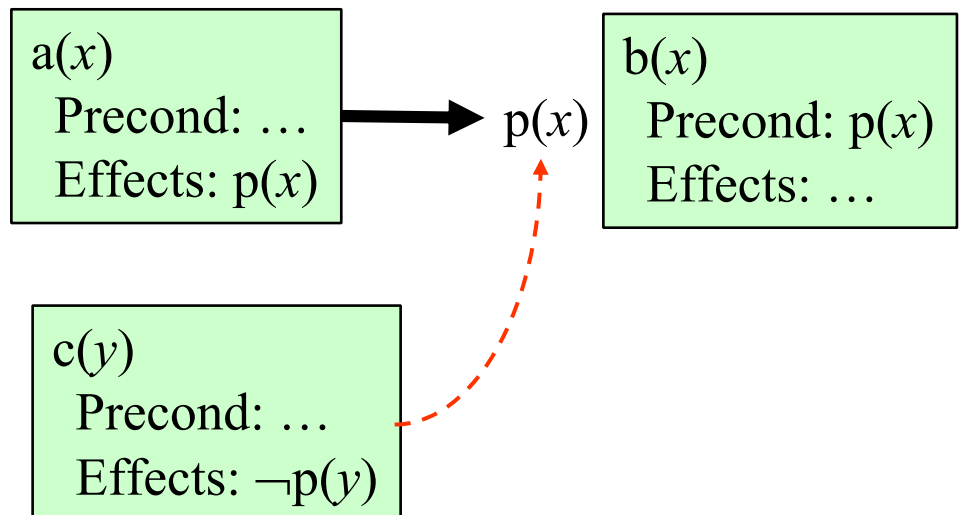 a(x)
Precond: …
Effects: p(x)
p(x)
b(x)
Precond: p(x)
Effects: …
c(y)
Precond: …
Effects: ¬p(y)